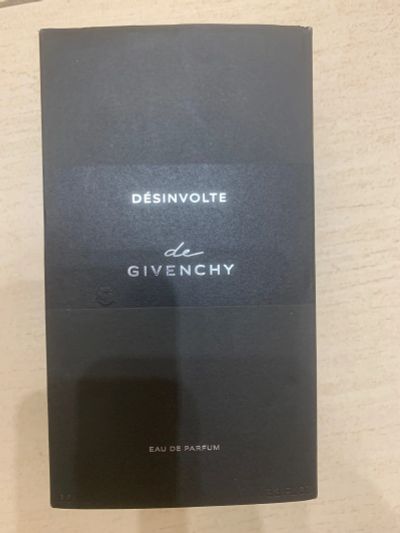 DÉSINVOLTE
de
GIVENCHY
EAU DE PARFUM